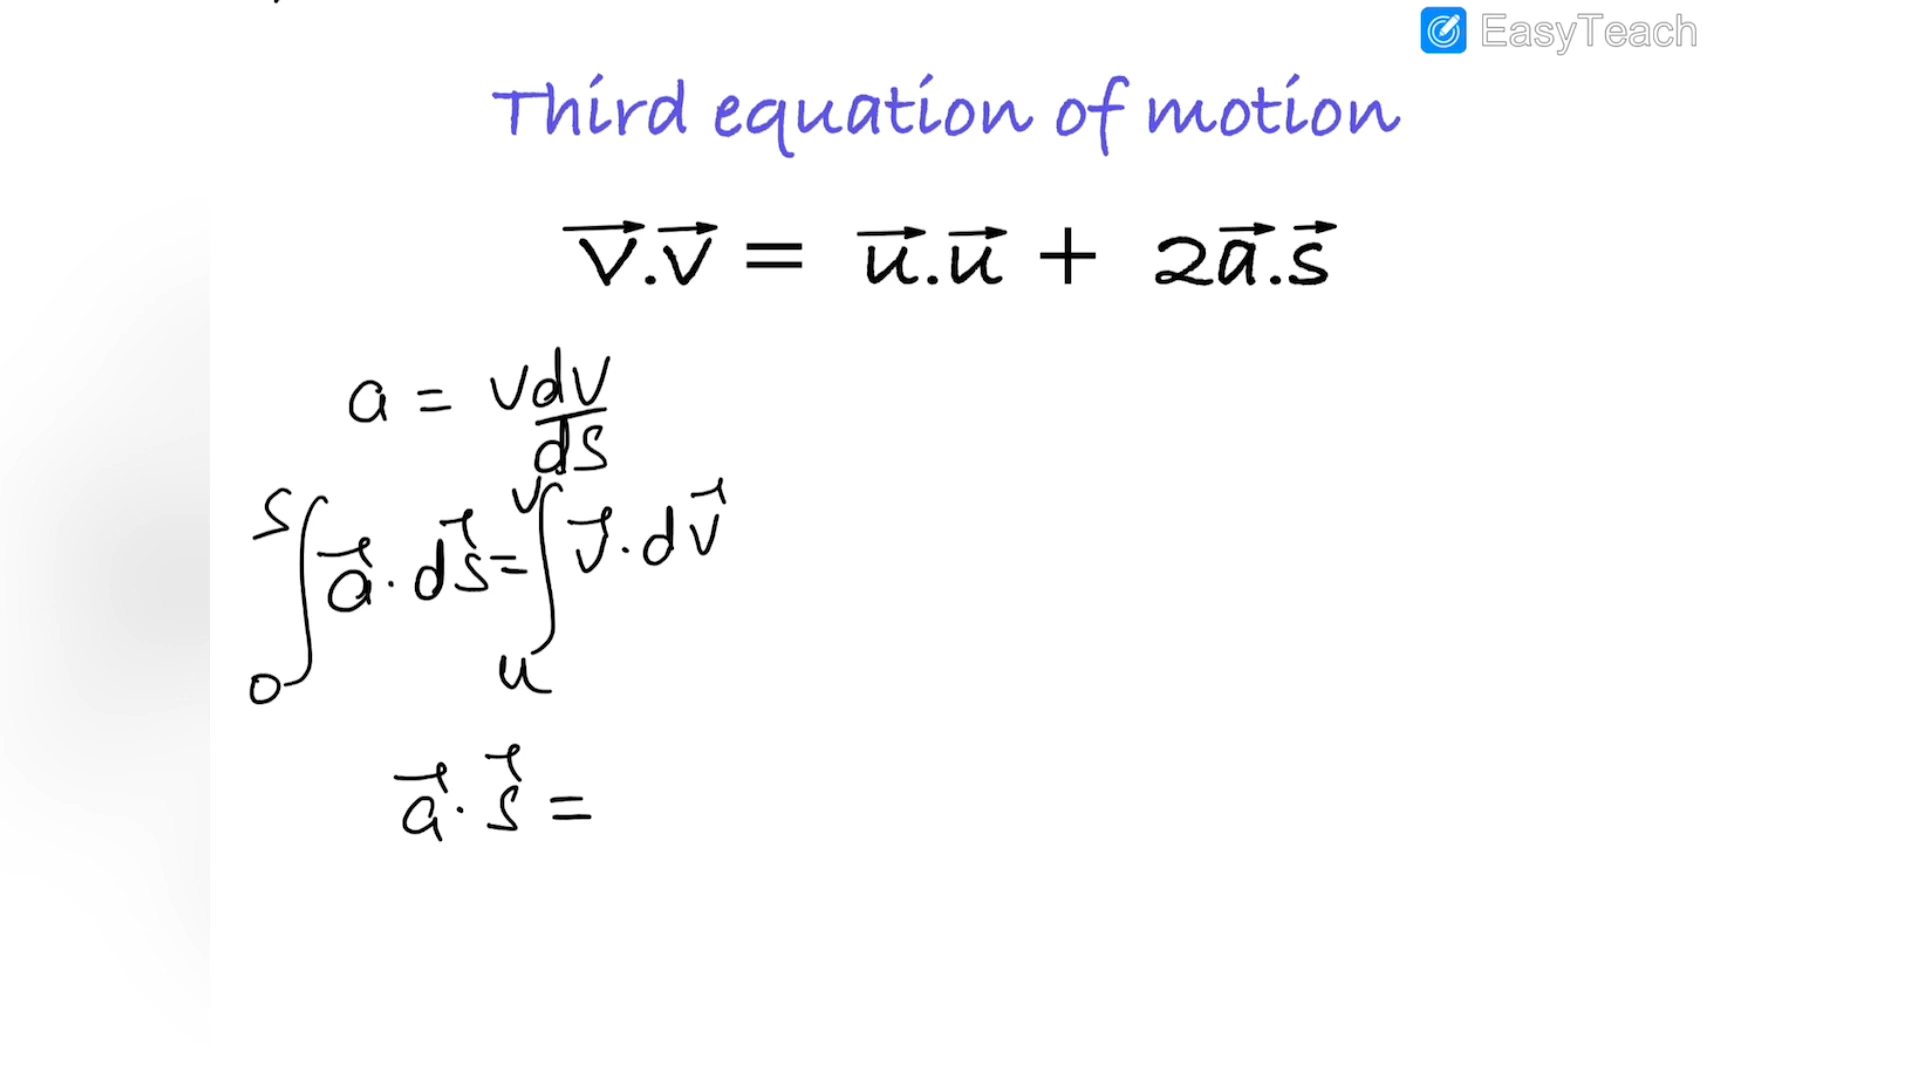 EasyTeach
Third equation of motion
v⃗.v⃗ = u⃗.u⃗ + 2a⃗.s⃗
a = vdv/ds
∫₀ˢ a⃗.ds⃗ = ∫ᵤᵛ v⃗.dv⃗
a⃗.s⃗ =